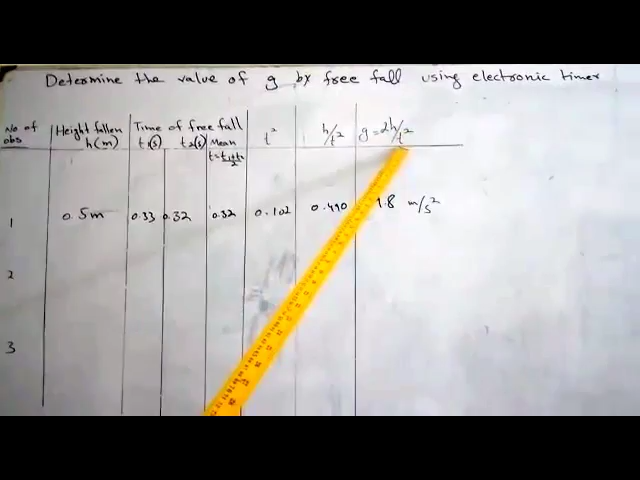 Determine the value of g by free fall using electronic timer
No of obs
Height fallen h(m)
Time of free fall
t1(s) t2(s) Mean t=t1+t2/2
t²
h/t²
g=2h/t²
1 0.5m 0.33 0.32 0.32 0.102 0.490 9.8 m/s²
2
3